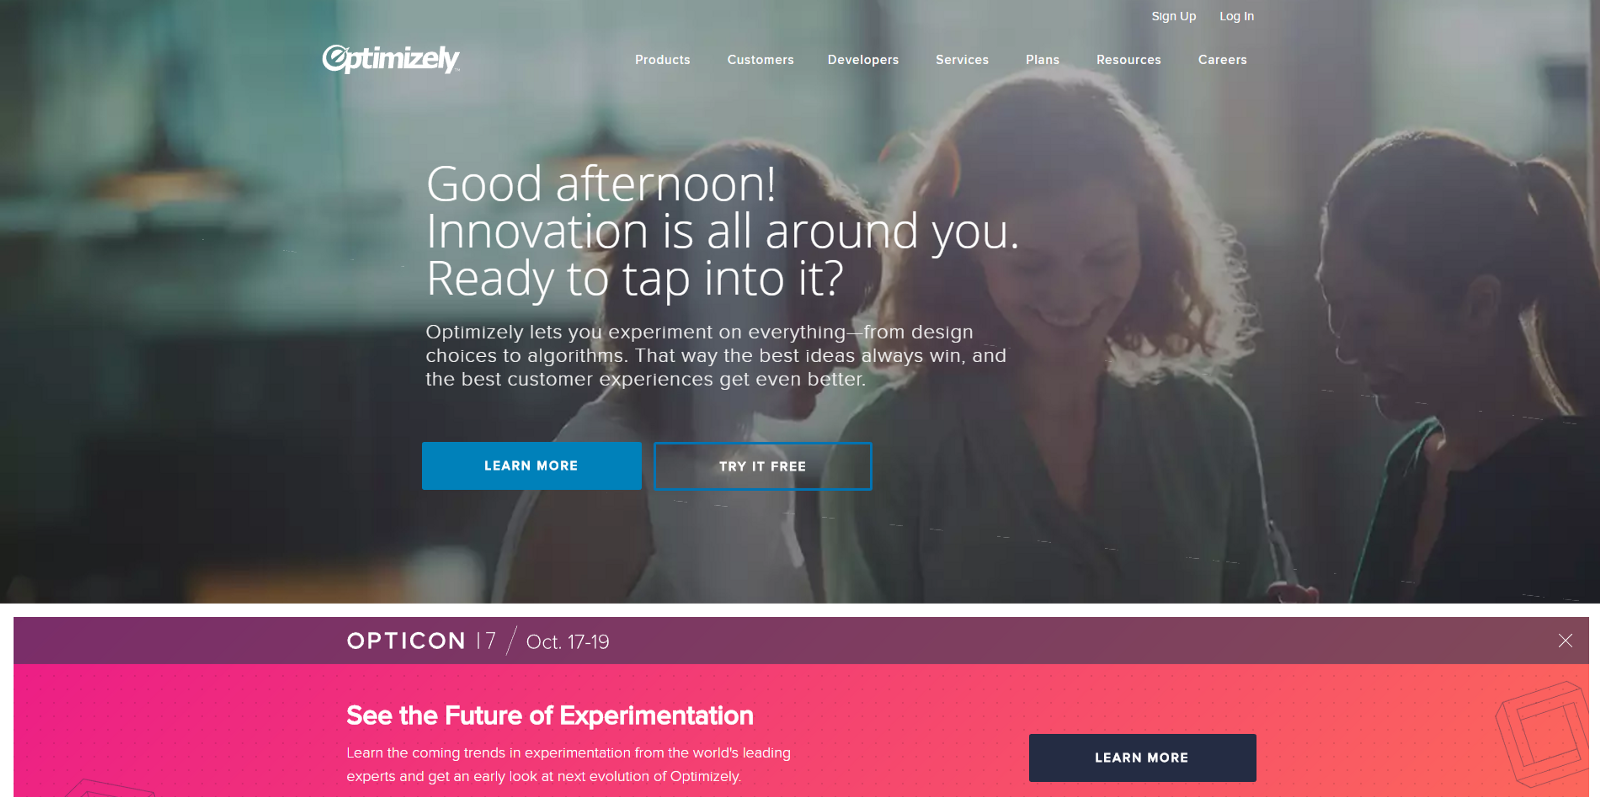 Sign Up Log In
Optimizely
Products Customers Developers Services Plans Resources Careers
Good afternoon!
Innovation is all around you.
Ready to tap into it?
Optimizely lets you experiment on everything—from design
choices to algorithms. That way the best ideas always win, and
the best customer experiences get even better.
LEARN MORE TRY IT FREE
OPTICON 17 / Oct. 17-19
See the Future of Experimentation
Learn the coming trends in experimentation from the world's leading
experts and get an early look at next evolution of Optimizely.
LEARN MORE